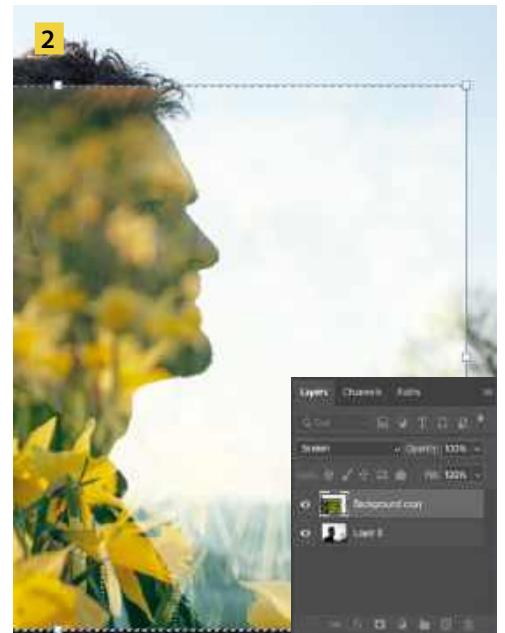 2
Layers Channels Paths
Screen Opacity: 100%
Fill: 100%
Background copy
Layer 0